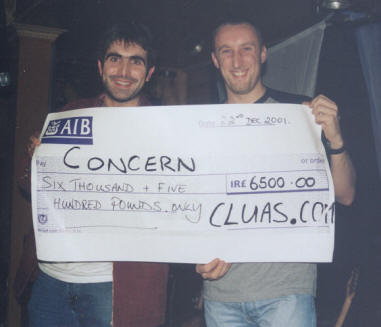 AIB
Date 22nd DEC 2001.
Pay CONCERN or order
SIX THOUSAND + FIVE
IR£ 6500.00
HUNDRED POUNDS. ONLY
CLUAS.COM